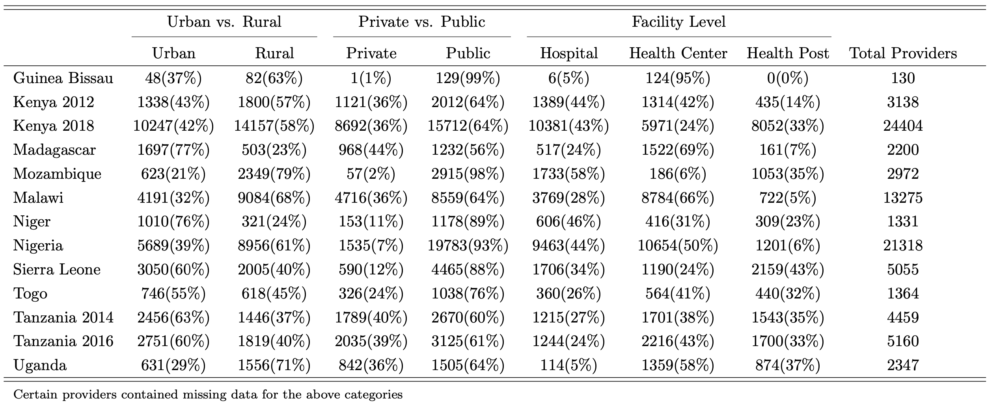 Urban vs. Rural Private vs. Public Facility Level
Urban Rural Private Public Hospital Health Center Health Post Total Providers
Guinea Bissau 48(37%) 82(63%) 1(1%) 129(99%) 6(5%) 124(95%) 0(0%) 130
Kenya 2012 1338(43%) 1800(57%) 1121(36%) 2012(64%) 1389(44%) 1314(42%) 435(14%) 3138
Kenya 2018 10247(42%) 14157(58%) 8692(36%) 15712(64%) 10381(43%) 5971(24%) 8052(33%) 24404
Madagascar 1697(77%) 503(23%) 968(44%) 1232(56%) 517(24%) 1522(69%) 161(7%) 2200
Mozambique 623(21%) 2349(79%) 57(2%) 2915(98%) 1733(58%) 186(6%) 1053(35%) 2972
Malawi 4191(32%) 9084(68%) 4716(36%) 8559(64%) 3769(28%) 8784(66%) 722(5%) 13275
Niger 1010(76%) 321(24%) 153(11%) 1178(89%) 606(46%) 416(31%) 309(23%) 1331
Nigeria 5689(39%) 8956(61%) 1535(7%) 19783(93%) 9463(44%) 10654(50%) 1201(6%) 21318
Sierra Leone 3050(60%) 2005(40%) 590(12%) 4465(88%) 1706(34%) 1190(24%) 2159(43%) 5055
Togo 746(55%) 618(45%) 326(24%) 1038(76%) 360(26%) 564(41%) 440(32%) 1364
Tanzania 2014 2456(63%) 1446(37%) 1789(40%) 2670(60%) 1215(27%) 1701(38%) 1543(35%) 4459
Tanzania 2016 2751(60%) 1819(40%) 2035(39%) 3125(61%) 1244(24%) 2216(43%) 1700(33%) 5160
Uganda 631(29%) 1556(71%) 842(36%) 1505(64%) 114(5%) 1359(58%) 874(37%) 2347
Certain providers contained missing data for the above categories